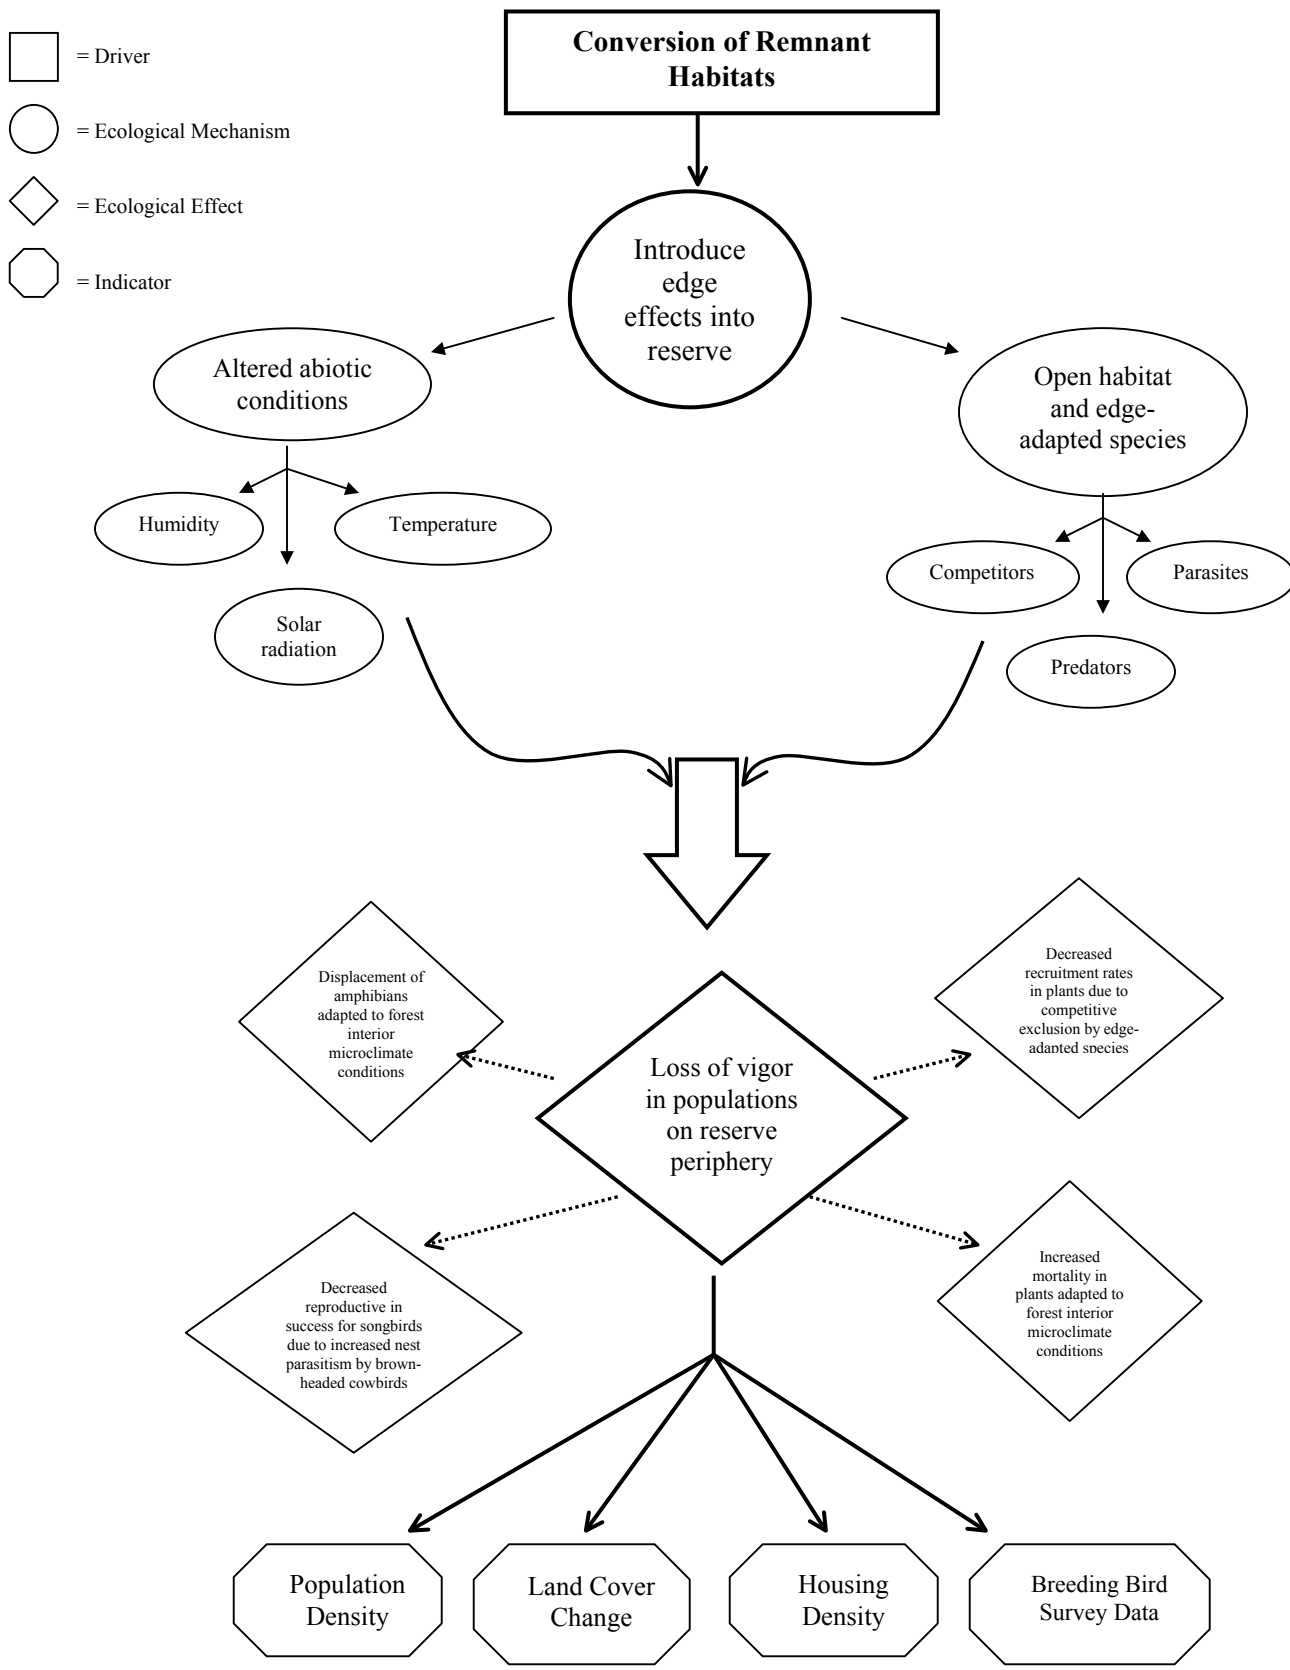 = Driver
= Ecological Mechanism
= Ecological Effect
= Indicator
Conversion of Remnant
Habitats
Introduce
edge
effects into
reserve
Altered abiotic
conditions
Humidity
Temperature
Solar
radiation
Open habitat
and edge-
adapted species
Competitors
Parasites
Predators
Displacement of
amphibians
adapted to forest
interior
microclimate
conditions
Decreased
recruitment rates
in plants due to
competitive
exclusion by edge-
adapted species
Loss of vigor
in populations
on reserve
periphery
Decreased
reproductive in
success for songbirds
due to increased nest
parasitism by brown-
headed cowbirds
Increased
mortality in
plants adapted to
forest interior
microclimate
conditions
Population
Density
Land Cover
Change
Housing
Density
Breeding Bird
Survey Data